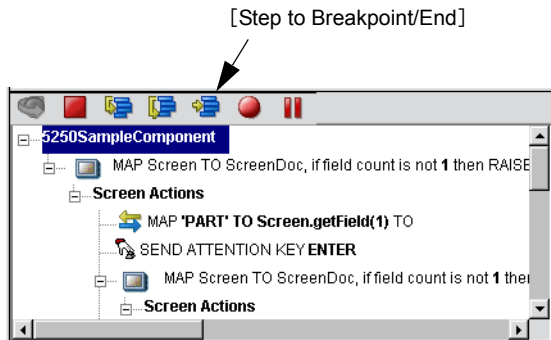 [Step to Breakpoint/End]
5250SampleComponent
MAP Screen TO ScreenDoc, if field count is not 1 then RAISE
Screen Actions
MAP 'PART' TO Screen.getField(1) TO
SEND ATTENTION KEY ENTER
MAP Screen TO ScreenDoc, if field count is not 1 ther
Screen Actions